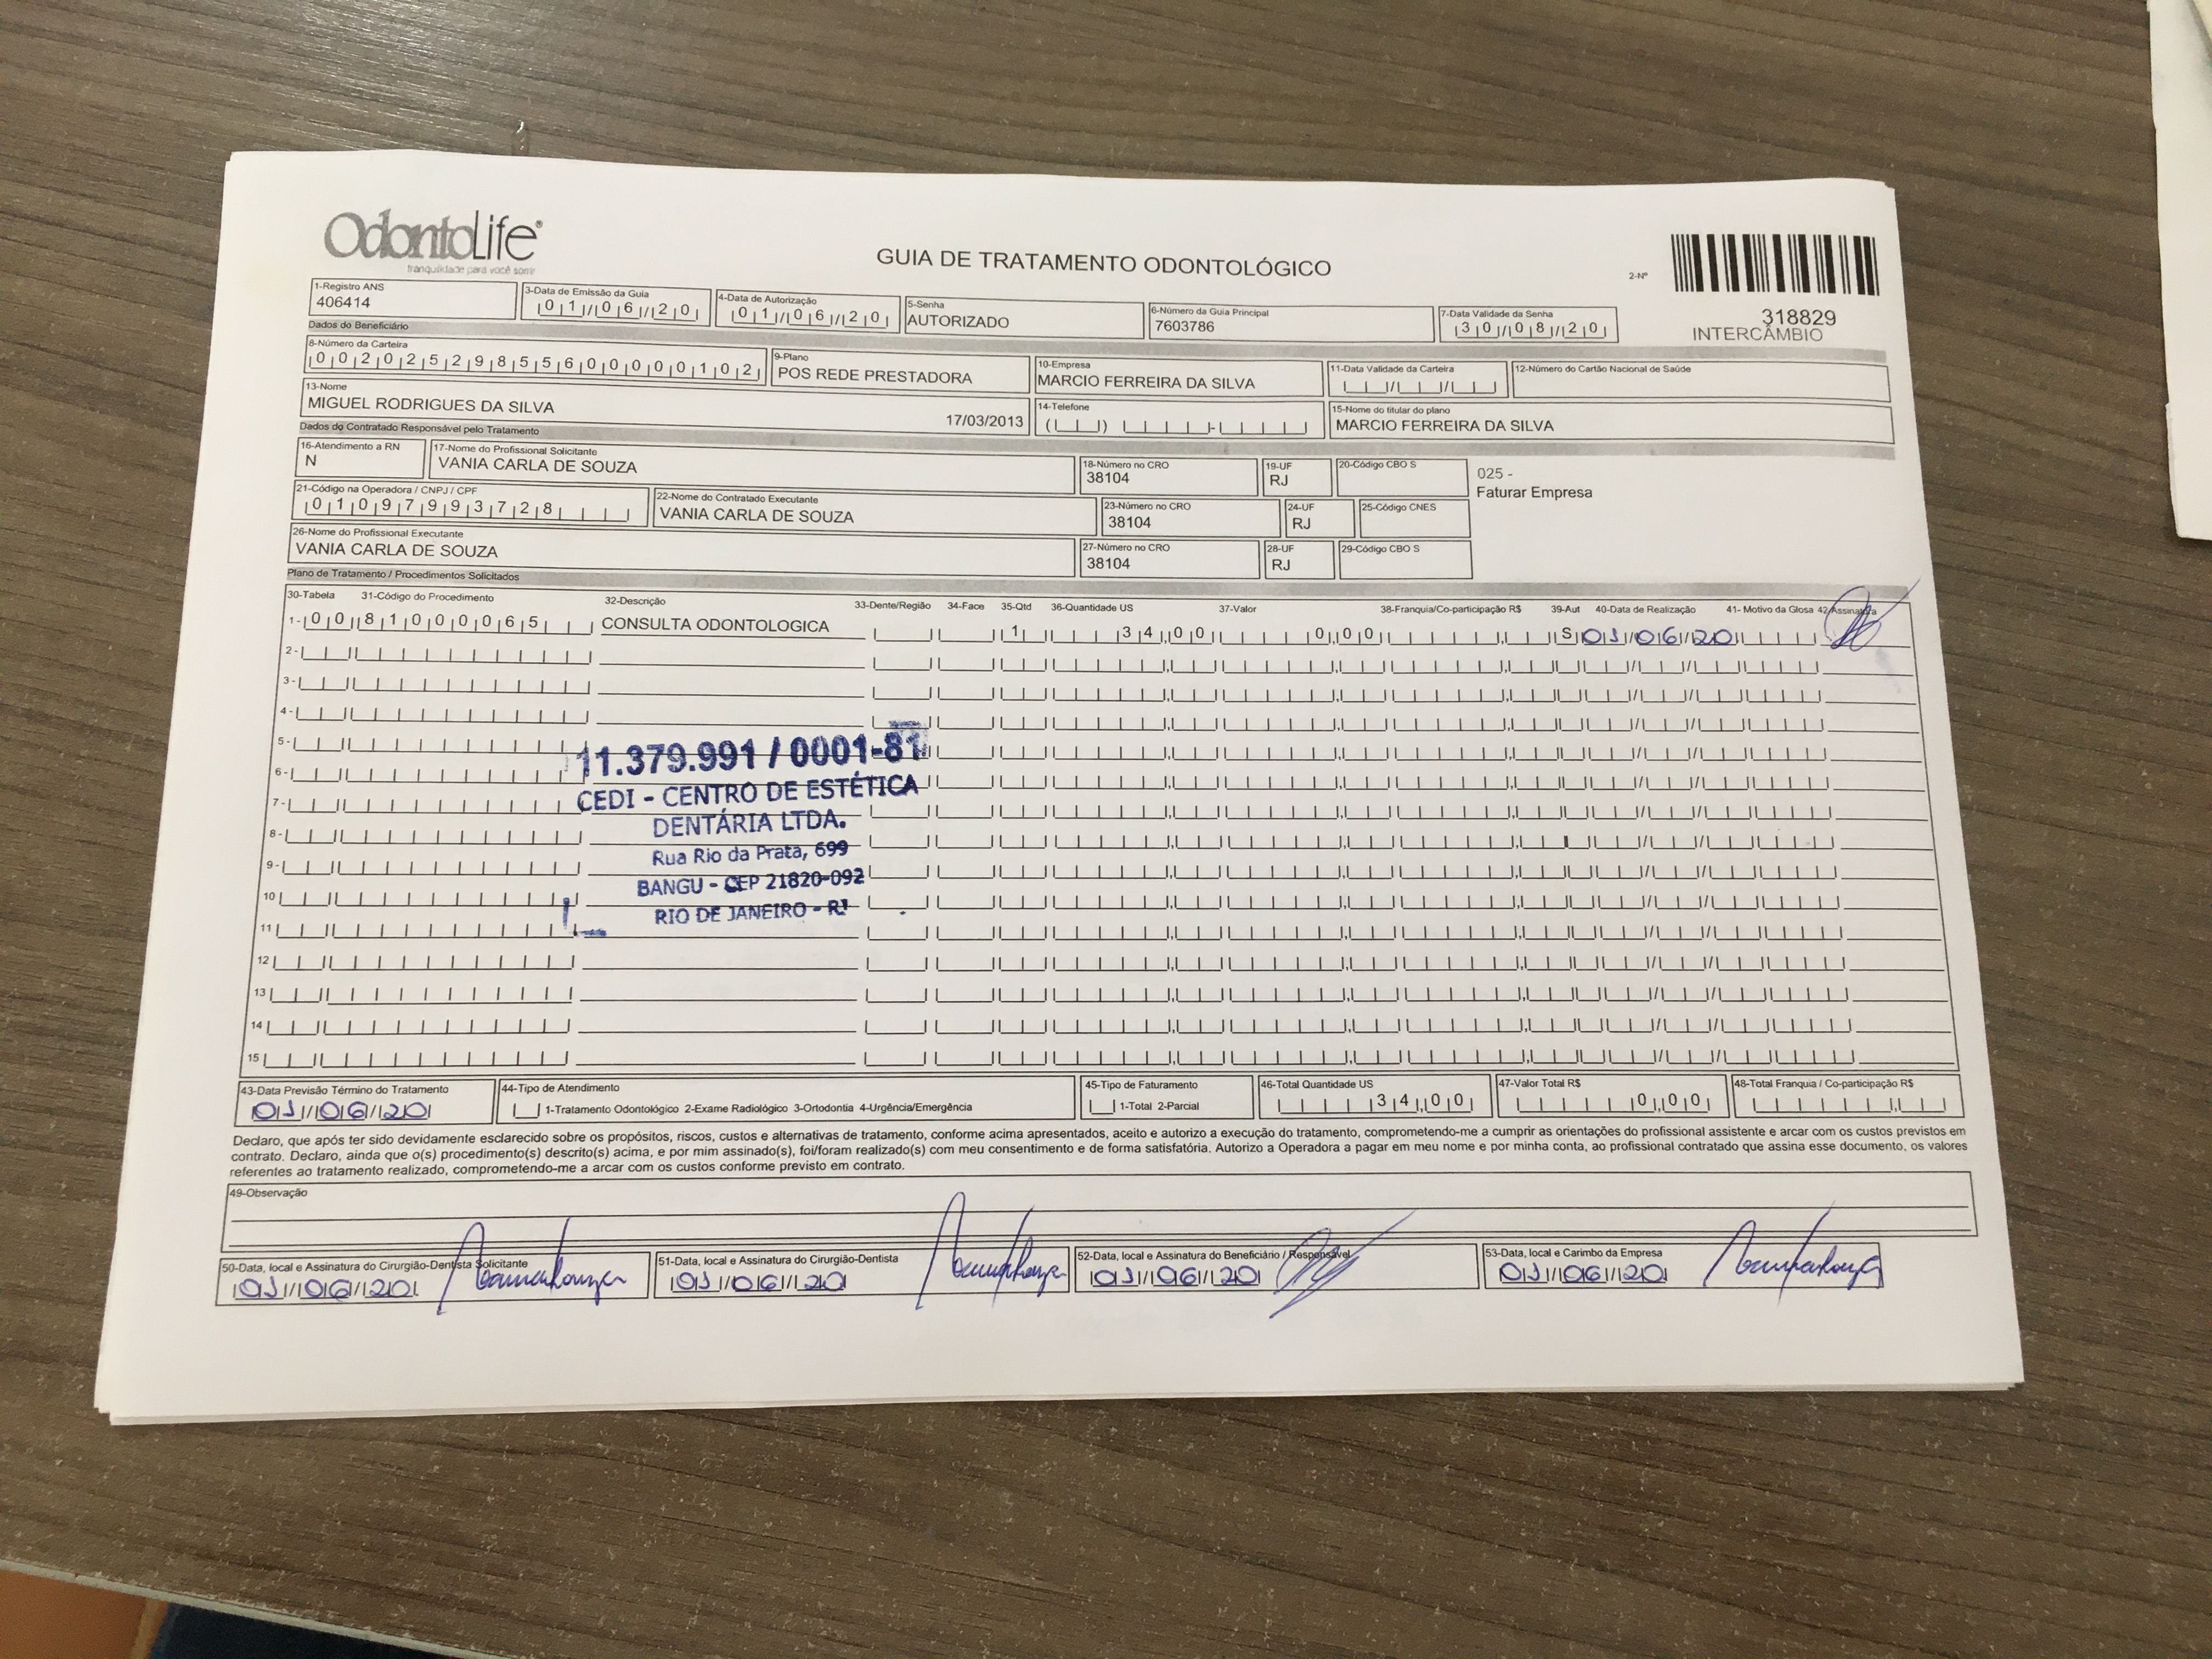 OdontoLife®
tranquilidade para você sorrir
GUIA DE TRATAMENTO ODONTOLÓGICO
2-Nº
318829
INTERCÂMBIO
1-Registro ANS
406414
3-Data de Emissão da Guia
01/06/20
4-Data de Autorização
01/06/20
5-Senha
AUTORIZADO
6-Número da Guia Principal
7603786
7-Data Validade da Senha
30/08/20
Dados do Beneficiário
8-Número da Carteira
00202529855600000102
9-Plano
POS REDE PRESTADORA
10-Empresa
MARCIO FERREIRA DA SILVA
11-Data Validade da Carteira
12-Número do Cartão Nacional de Saúde
13-Nome
MIGUEL RODRIGUES DA SILVA 17/03/2013
14-Telefone
15-Nome do titular do plano
MARCIO FERREIRA DA SILVA
Dados do Contratado Responsável pelo Tratamento
16-Atendimento a RN
N
17-Nome do Profissional Solicitante
VANIA CARLA DE SOUZA
18-Número no CRO
38104
19-UF
RJ
20-Código CBO S
025 -
Faturar Empresa
21-Código na Operadora / CNPJ / CPF
01097993728
22-Nome do Contratado Executante
VANIA CARLA DE SOUZA
23-Número no CRO
38104
24-UF
RJ
25-Código CNES
26-Nome do Profissional Executante
VANIA CARLA DE SOUZA
27-Número no CRO
38104
28-UF
RJ
29-Código CBO S
Plano de Tratamento / Procedimentos Solicitados
30-Tabela 31-Código do Procedimento 32-Descrição 33-Dente/Região 34-Face 35-Qtd 36-Quantidade US 37-Valor 38-Franquia/Co-participação R$ 39-Aut 40-Data de Realização 41- Motivo da Glosa 42-Assinatura
1- 00 81000065 CONSULTA ODONTOLOGICA 1 34,00 0,00 S 01/06/20
2-
3-
4-
5-
6-
7-
8-
9-
10
11
12
13
14
15
11.379.991 / 0001-81
CEDI - CENTRO DE ESTÉTICA
DENTÁRIA LTDA.
Rua Rio da Prata, 699
BANGU - CEP 21820-092
RIO DE JANEIRO - RJ
43-Data Previsão Término do Tratamento
01/06/20
44-Tipo de Atendimento
1-Tratamento Odontológico 2-Exame Radiológico 3-Ortodontia 4-Urgência/Emergência
45-Tipo de Faturamento
1-Total 2-Parcial
46-Total Quantidade US
34,00
47-Valor Total R$
0,00
48-Total Franquia / Co-participação R$
Declaro, que após ter sido devidamente esclarecido sobre os propósitos, riscos, custos e alternativas de tratamento, conforme acima apresentados, aceito e autorizo a execução do tratamento, comprometendo-me a cumprir as orientações do profissional assistente e arcar com os custos previstos em
contrato. Declaro, ainda que o(s) procedimento(s) descrito(s) acima, e por mim assinado(s), foi/foram realizado(s) com meu consentimento e de forma satisfatória. Autorizo a Operadora a pagar em meu nome e por minha conta, ao profissional contratado que assina esse documento, os valores
referentes ao tratamento realizado, comprometendo-me a arcar com os custos conforme previsto em contrato.
49-Observação
50-Data, local e Assinatura do Cirurgião-Dentista Solicitante
01/06/20
51-Data, local e Assinatura do Cirurgião-Dentista
01/06/20
52-Data, local e Assinatura do Beneficiário / Responsável
01/06/20
53-Data, local e Carimbo da Empresa
01/06/20